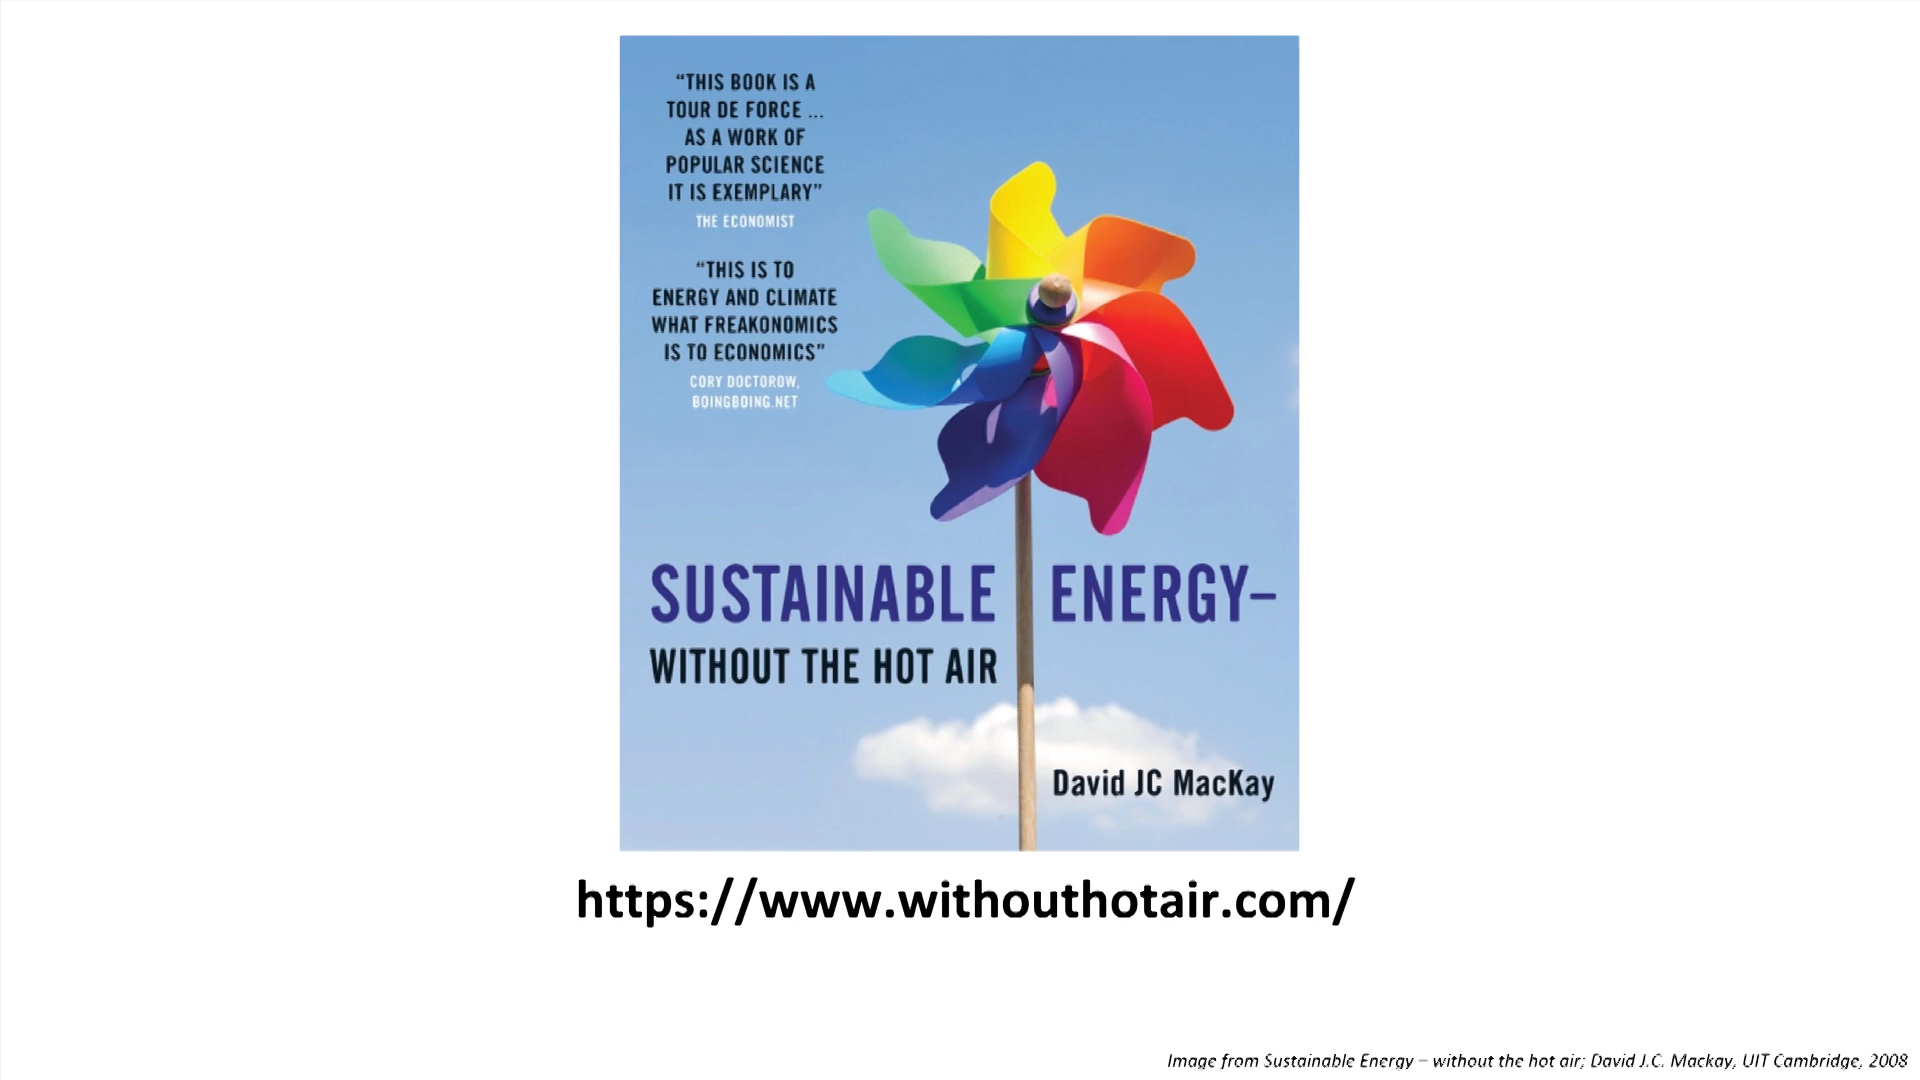 “THIS BOOK IS A
TOUR DE FORCE ...
AS A WORK OF
POPULAR SCIENCE
IT IS EXEMPLARY”
THE ECONOMIST
“THIS IS TO
ENERGY AND CLIMATE
WHAT FREAKONOMICS
IS TO ECONOMICS”
CORY DOCTOROW,
BOINGBOING.NET
SUSTAINABLE ENERGY–
WITHOUT THE HOT AIR
David JC MacKay
https://www.withouthotair.com/
Image from Sustainable Energy – without the hot air; David J.C. Mackay, UIT Cambridge, 2008